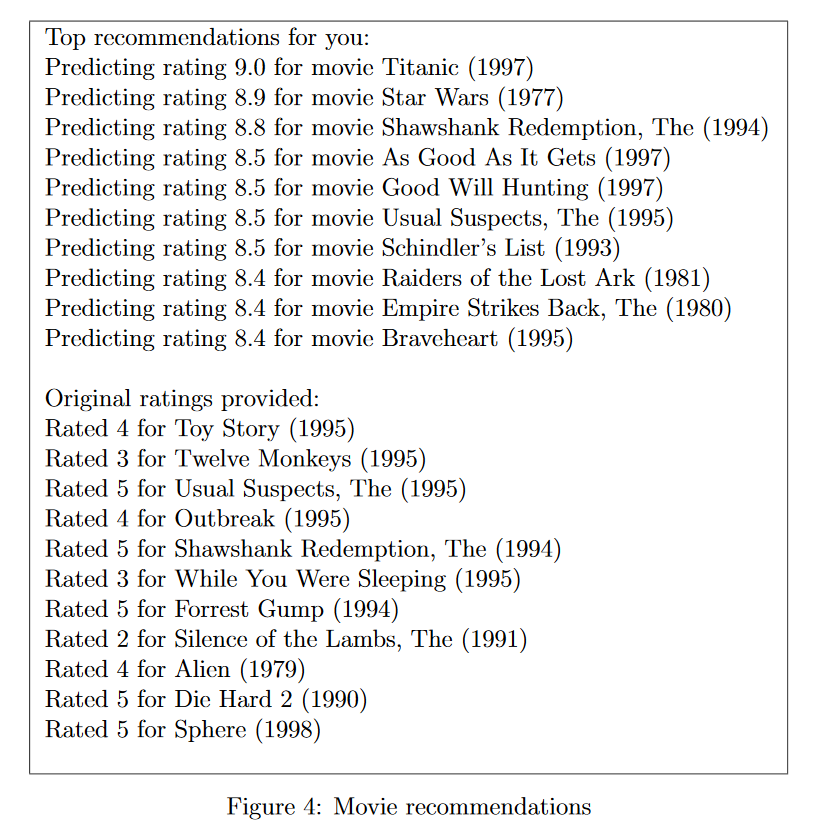 Top recommendations for you:
Predicting rating 9.0 for movie Titanic (1997)
Predicting rating 8.9 for movie Star Wars (1977)
Predicting rating 8.8 for movie Shawshank Redemption, The (1994)
Predicting rating 8.5 for movie As Good As It Gets (1997)
Predicting rating 8.5 for movie Good Will Hunting (1997)
Predicting rating 8.5 for movie Usual Suspects, The (1995)
Predicting rating 8.5 for movie Schindler's List (1993)
Predicting rating 8.4 for movie Raiders of the Lost Ark (1981)
Predicting rating 8.4 for movie Empire Strikes Back, The (1980)
Predicting rating 8.4 for movie Braveheart (1995)
Original ratings provided:
Rated 4 for Toy Story (1995)
Rated 3 for Twelve Monkeys (1995)
Rated 5 for Usual Suspects, The (1995)
Rated 4 for Outbreak (1995)
Rated 5 for Shawshank Redemption, The (1994)
Rated 3 for While You Were Sleeping (1995)
Rated 5 for Forrest Gump (1994)
Rated 2 for Silence of the Lambs, The (1991)
Rated 4 for Alien (1979)
Rated 5 for Die Hard 2 (1990)
Rated 5 for Sphere (1998)
Figure 4: Movie recommendations